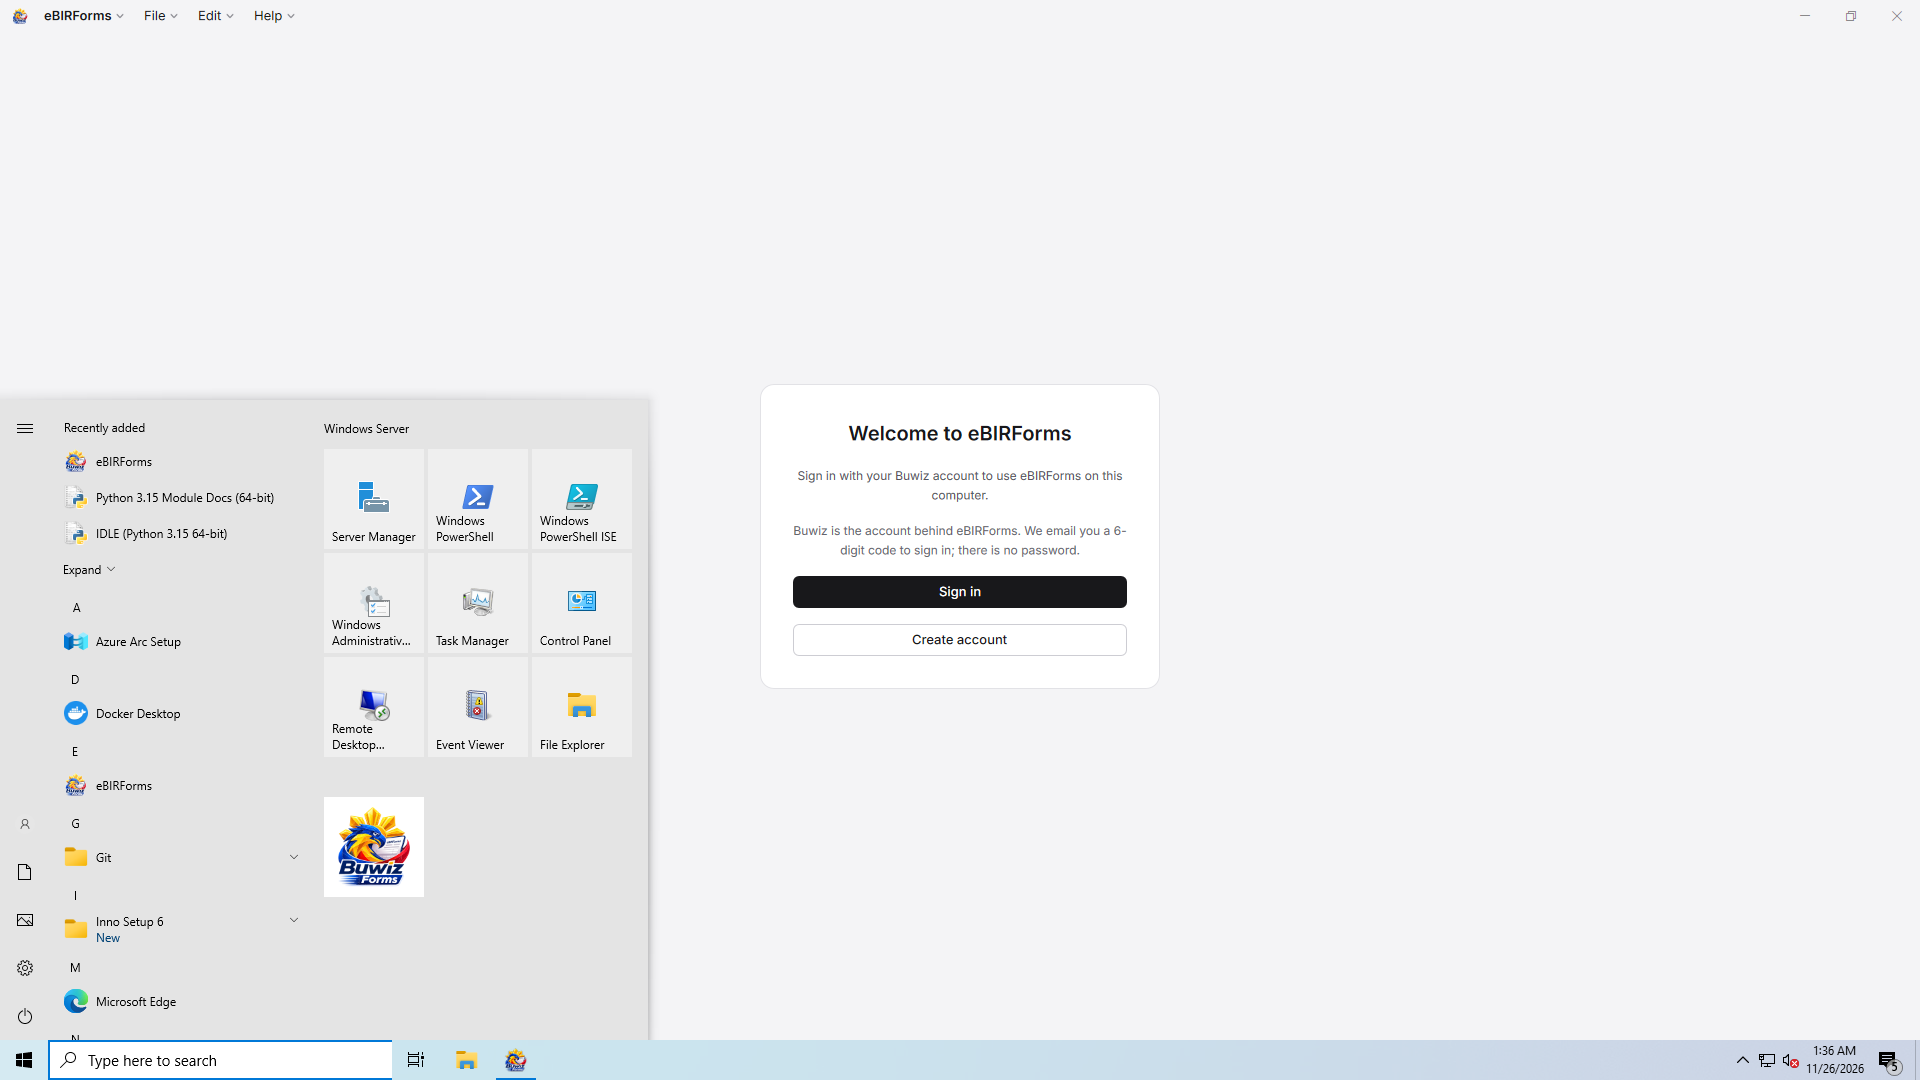 eBIRForms
File
Edit
Help
Welcome to eBIRForms
Sign in with your Buwiz account to use eBIRForms on this
computer.
Buwiz is the account behind eBIRForms. We email you a 6-
digit code to sign in; there is no password.
Sign in
Create account
Recently added
eBIRForms
Python 3.15 Module Docs (64-bit)
IDLE (Python 3.15 64-bit)
Expand
A
Azure Arc Setup
D
Docker Desktop
E
eBIRForms
G
Git
I
Inno Setup 6
New
M
Microsoft Edge
N
Windows Server
Server Manager
Windows
PowerShell
Windows
PowerShell ISE
Windows
Administrativ...
Task Manager
Control Panel
Remote
Desktop...
Event Viewer
File Explorer
Buwiz
Forms
Type here to search
1:36 AM
11/26/2026
5